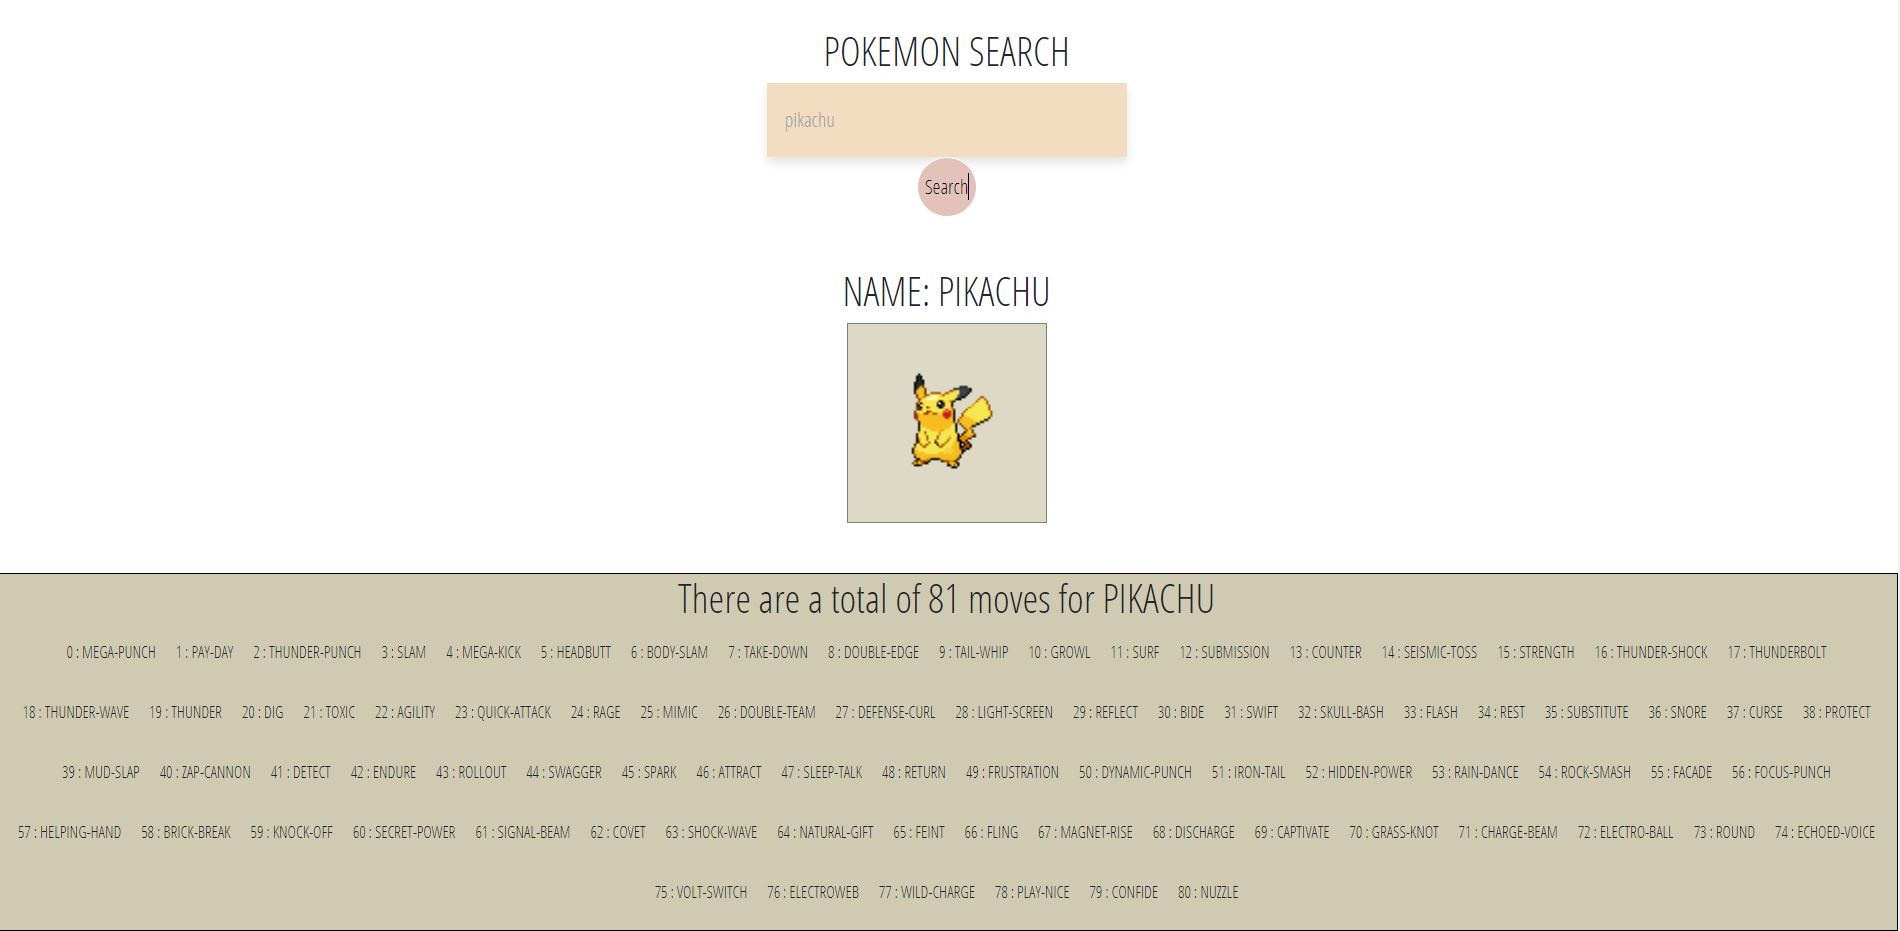 POKEMON SEARCH
pikachu
Search
NAME: PIKACHU
There are a total of 81 moves for PIKACHU
0 : MEGA-PUNCH 1 : PAY-DAY 2 : THUNDER-PUNCH 3 : SLAM 4 : MEGA-KICK 5 : HEADBUTT 6 : BODY-SLAM 7 : TAKE-DOWN 8 : DOUBLE-EDGE 9 : TAIL-WHIP 10 : GROWL 11 : SURF 12 : SUBMISSION 13 : COUNTER 14 : SEISMIC-TOSS 15 : STRENGTH 16 : THUNDER-SHOCK 17 : THUNDERBOLT
18 : THUNDER-WAVE 19 : THUNDER 20 : DIG 21 : TOXIC 22 : AGILITY 23 : QUICK-ATTACK 24 : RAGE 25 : MIMIC 26 : DOUBLE-TEAM 27 : DEFENSE-CURL 28 : LIGHT-SCREEN 29 : REFLECT 30 : BIDE 31 : SWIFT 32 : SKULL-BASH 33 : FLASH 34 : REST 35 : SUBSTITUTE 36 : SNORE 37 : CURSE 38 : PROTECT
39 : MUD-SLAP 40 : ZAP-CANNON 41 : DETECT 42 : ENDURE 43 : ROLLOUT 44 : SWAGGER 45 : SPARK 46 : ATTRACT 47 : SLEEP-TALK 48 : RETURN 49 : FRUSTRATION 50 : DYNAMIC-PUNCH 51 : IRON-TAIL 52 : HIDDEN-POWER 53 : RAIN-DANCE 54 : ROCK-SMASH 55 : FACADE 56 : FOCUS-PUNCH
57 : HELPING-HAND 58 : BRICK-BREAK 59 : KNOCK-OFF 60 : SECRET-POWER 61 : SIGNAL-BEAM 62 : COVET 63 : SHOCK-WAVE 64 : NATURAL-GIFT 65 : FEINT 66 : FLING 67 : MAGNET-RISE 68 : DISCHARGE 69 : CAPTIVATE 70 : GRASS-KNOT 71 : CHARGE-BEAM 72 : ELECTRO-BALL 73 : ROUND 74 : ECHOED-VOICE
75 : VOLT-SWITCH 76 : ELECTROWEB 77 : WILD-CHARGE 78 : PLAY-NICE 79 : CONFIDE 80 : NUZZLE